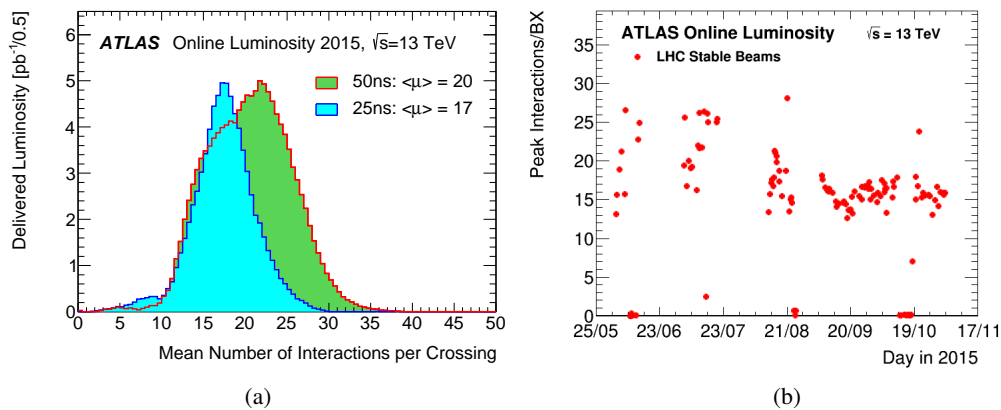 ATLAS Online Luminosity 2015, √s=13 TeV
50ns: <μ> = 20
25ns: <μ> = 17
Delivered Luminosity [pb⁻¹/0.5]
6
5
4
3
2
1
0
0 5 10 15 20 25 30 35 40 45 50
Mean Number of Interactions per Crossing
(a)
ATLAS Online Luminosity √s = 13 TeV
LHC Stable Beams
Peak Interactions/BX
40
35
30
25
20
15
10
5
0
25/05 23/06 23/07 21/08 20/09 19/10 17/11
Day in 2015
(b)